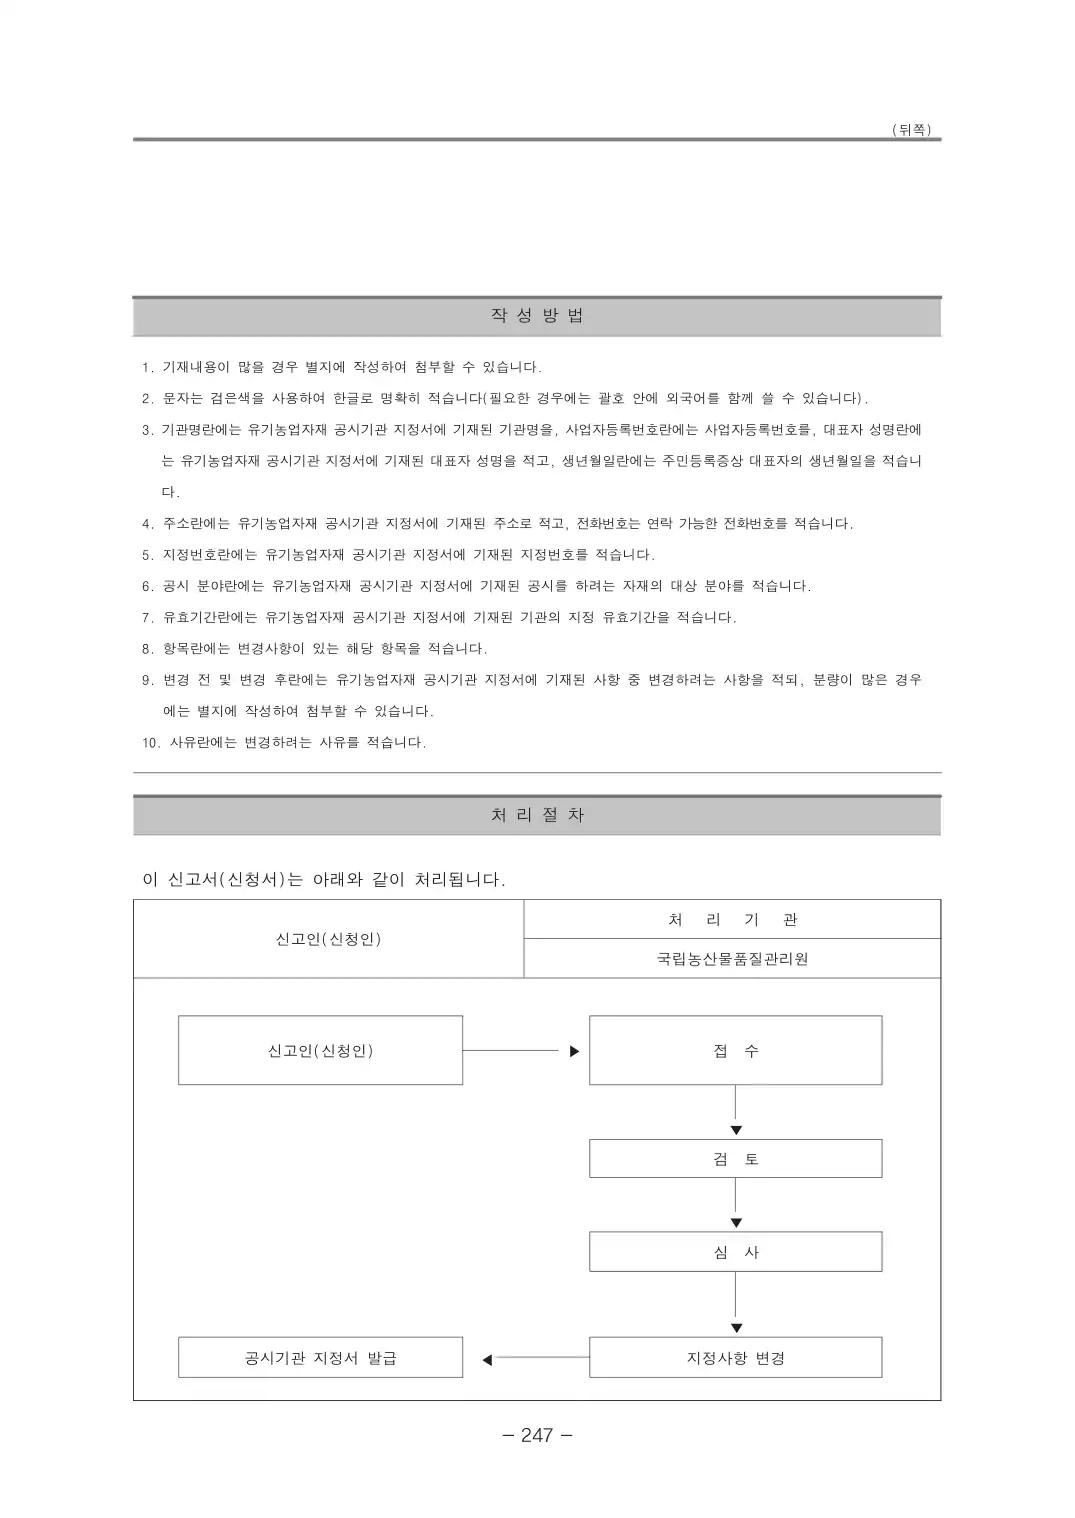 (뒤쪽)
작 성 방 법
1. 기재내용이 많을 경우 별지에 작성하여 첨부할 수 있습니다.
2. 문자는 검은색을 사용하여 한글로 명확히 적습니다(필요한 경우에는 괄호 안에 외국어를 함께 쓸 수 있습니다).
3. 기관명란에는 유기농업자재 공시기관 지정서에 기재된 기관명을, 사업자등록번호란에는 사업자등록번호를, 대표자 성명란에
는 유기농업자재 공시기관 지정서에 기재된 대표자 성명을 적고, 생년월일란에는 주민등록증상 대표자의 생년월일을 적습니
다.
4. 주소란에는 유기농업자재 공시기관 지정서에 기재된 주소로 적고, 전화번호는 연락 가능한 전화번호를 적습니다.
5. 지정번호란에는 유기농업자재 공시기관 지정서에 기재된 지정번호를 적습니다.
6. 공시 분야란에는 유기농업자재 공시기관 지정서에 기재된 공시를 하려는 자재의 대상 분야를 적습니다.
7. 유효기간란에는 유기농업자재 공시기관 지정서에 기재된 기관의 지정 유효기간을 적습니다.
8. 항목란에는 변경사항이 있는 해당 항목을 적습니다.
9. 변경 전 및 변경 후란에는 유기농업자재 공시기관 지정서에 기재된 사항 중 변경하려는 사항을 적되, 분량이 많은 경우
에는 별지에 작성하여 첨부할 수 있습니다.
10. 사유란에는 변경하려는 사유를 적습니다.
처 리 절 차
이 신고서(신청서)는 아래와 같이 처리됩니다.
신고인(신청인)
처 리 기 관
국립농산물품질관리원
신고인(신청인) ▶ 접 수
▼
검 토
▼
심 사
▼
공시기관 지정서 발급 ◀ 지정사항 변경
- 247 -